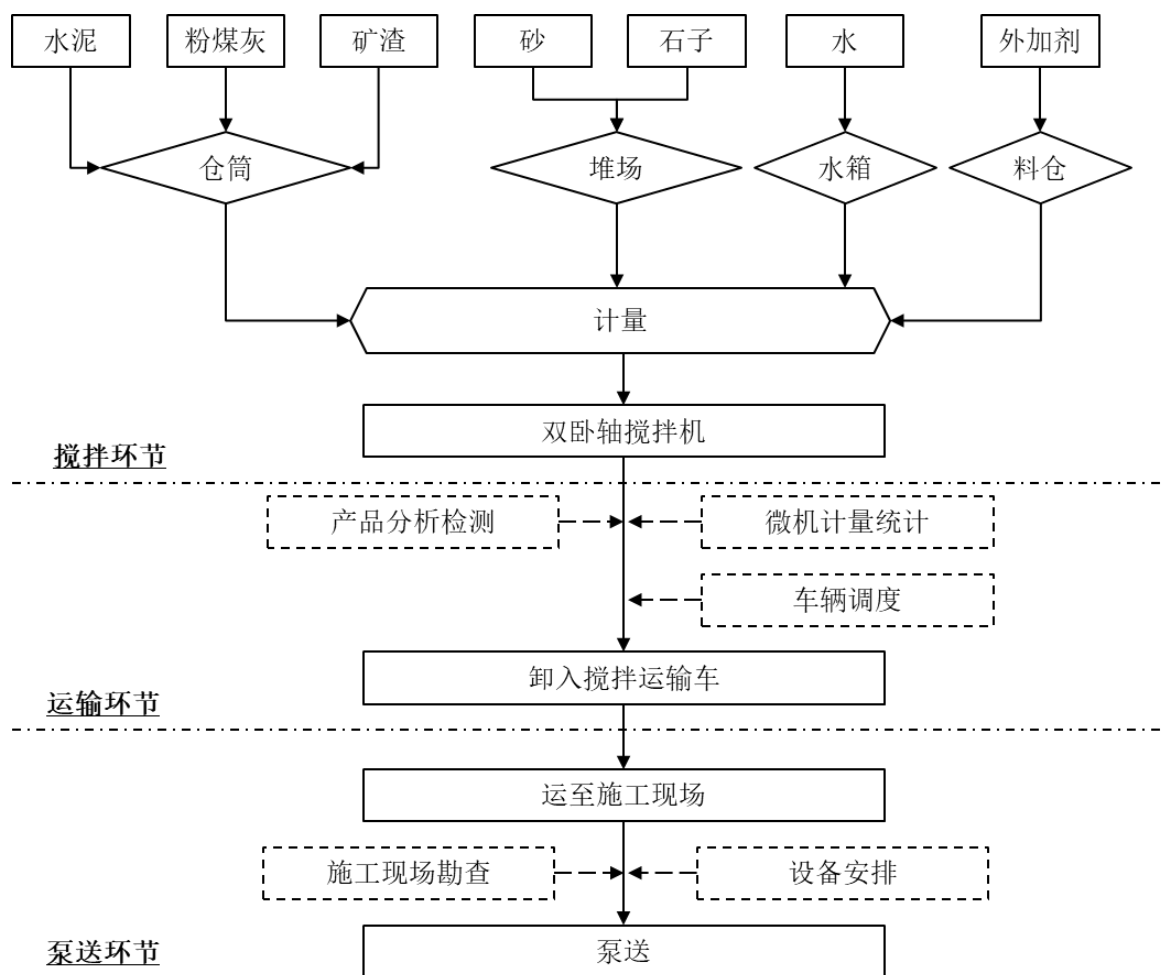 水泥
粉煤灰
矿渣
砂
石子
水
外加剂
仓筒
堆场
水箱
料仓
计量
双卧轴搅拌机
搅拌环节
产品分析检测
微机计量统计
车辆调度
卸入搅拌运输车
运输环节
运至施工现场
施工现场勘查
设备安排
泵送环节
泵送